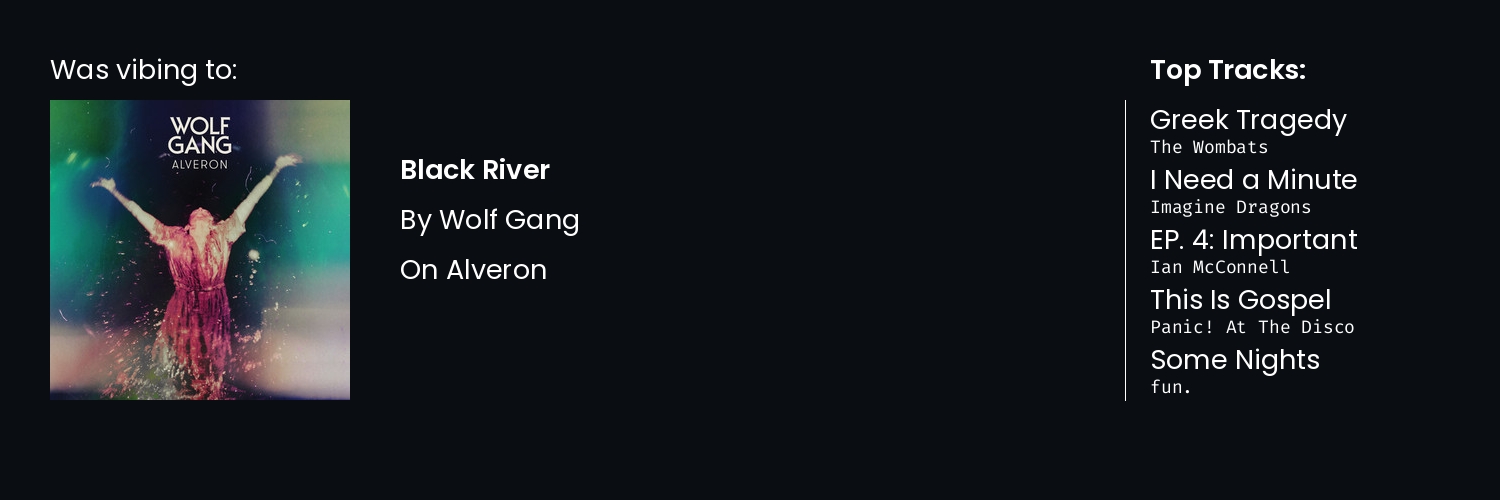 Was vibing to:
WOLF
GANG
ALVERON
Black River
By Wolf Gang
On Alveron
Top Tracks:
Greek Tragedy
The Wombats
I Need a Minute
Imagine Dragons
EP. 4: Important
Ian McConnell
This Is Gospel
Panic! At The Disco
Some Nights
fun.